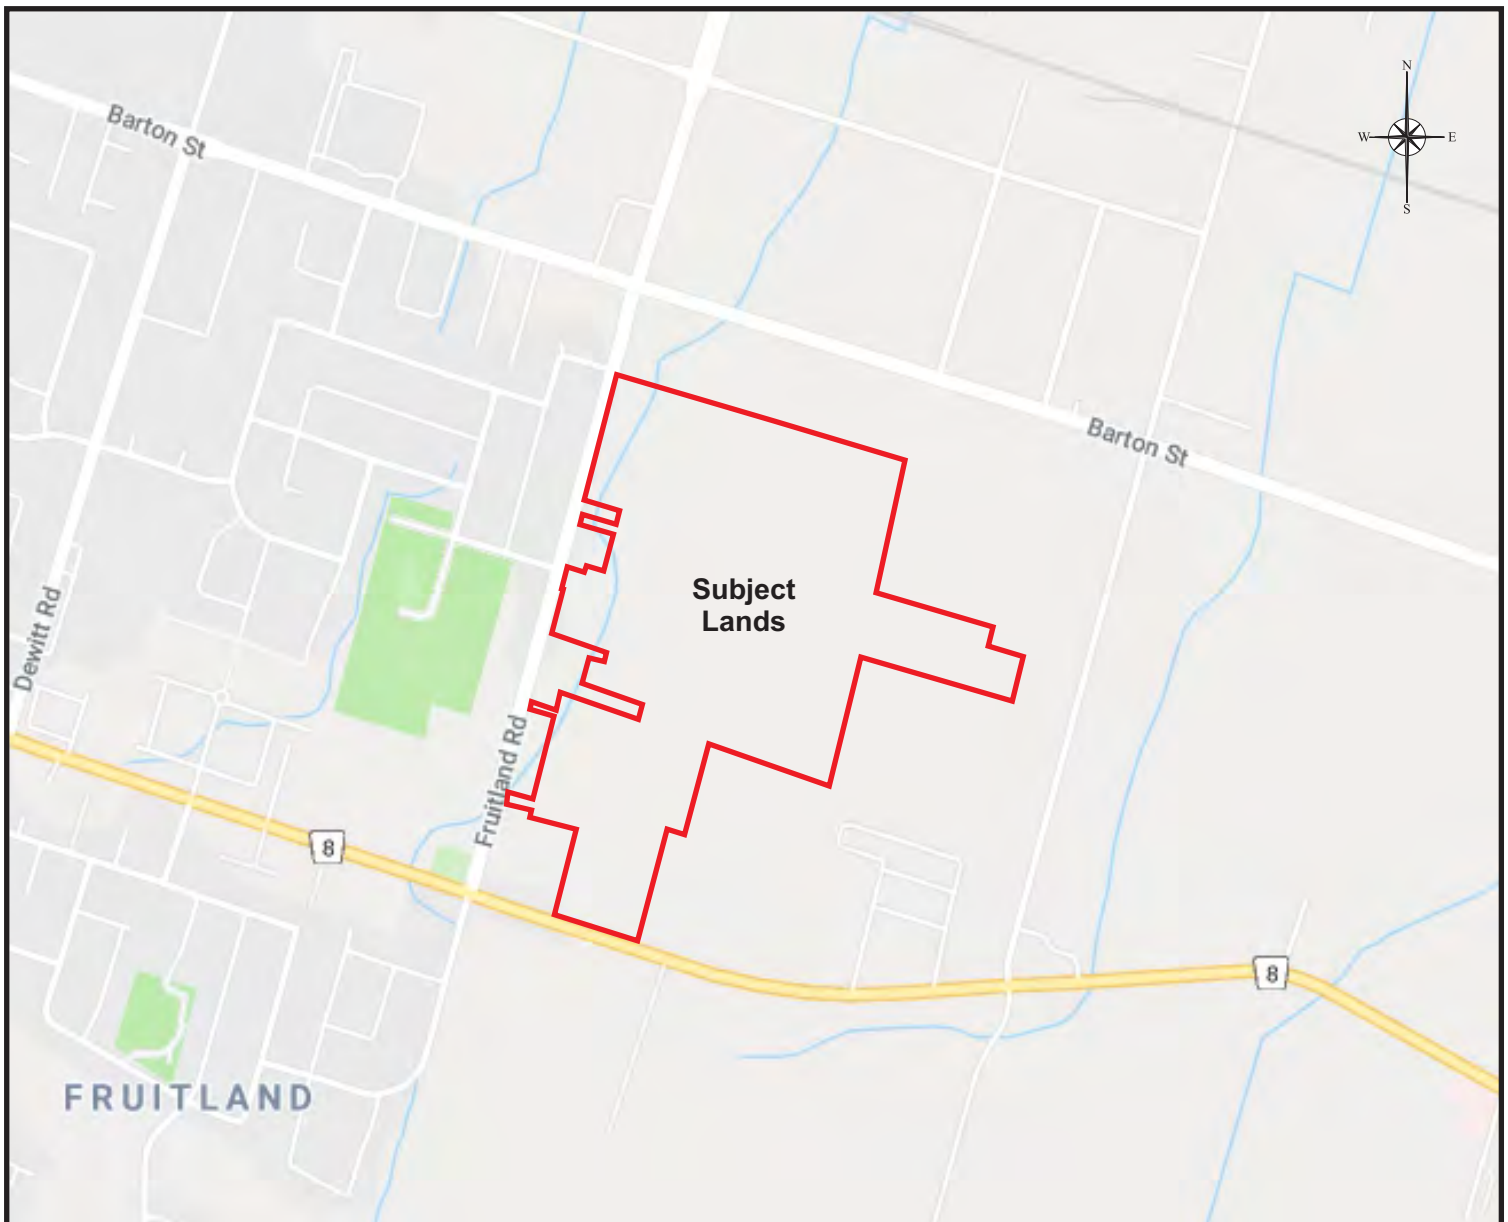 N
W
E
S
Barton St
Barton St
Subject
Lands
Dewitt Rd
Fruitland Rd
8
8
FRUITLAND